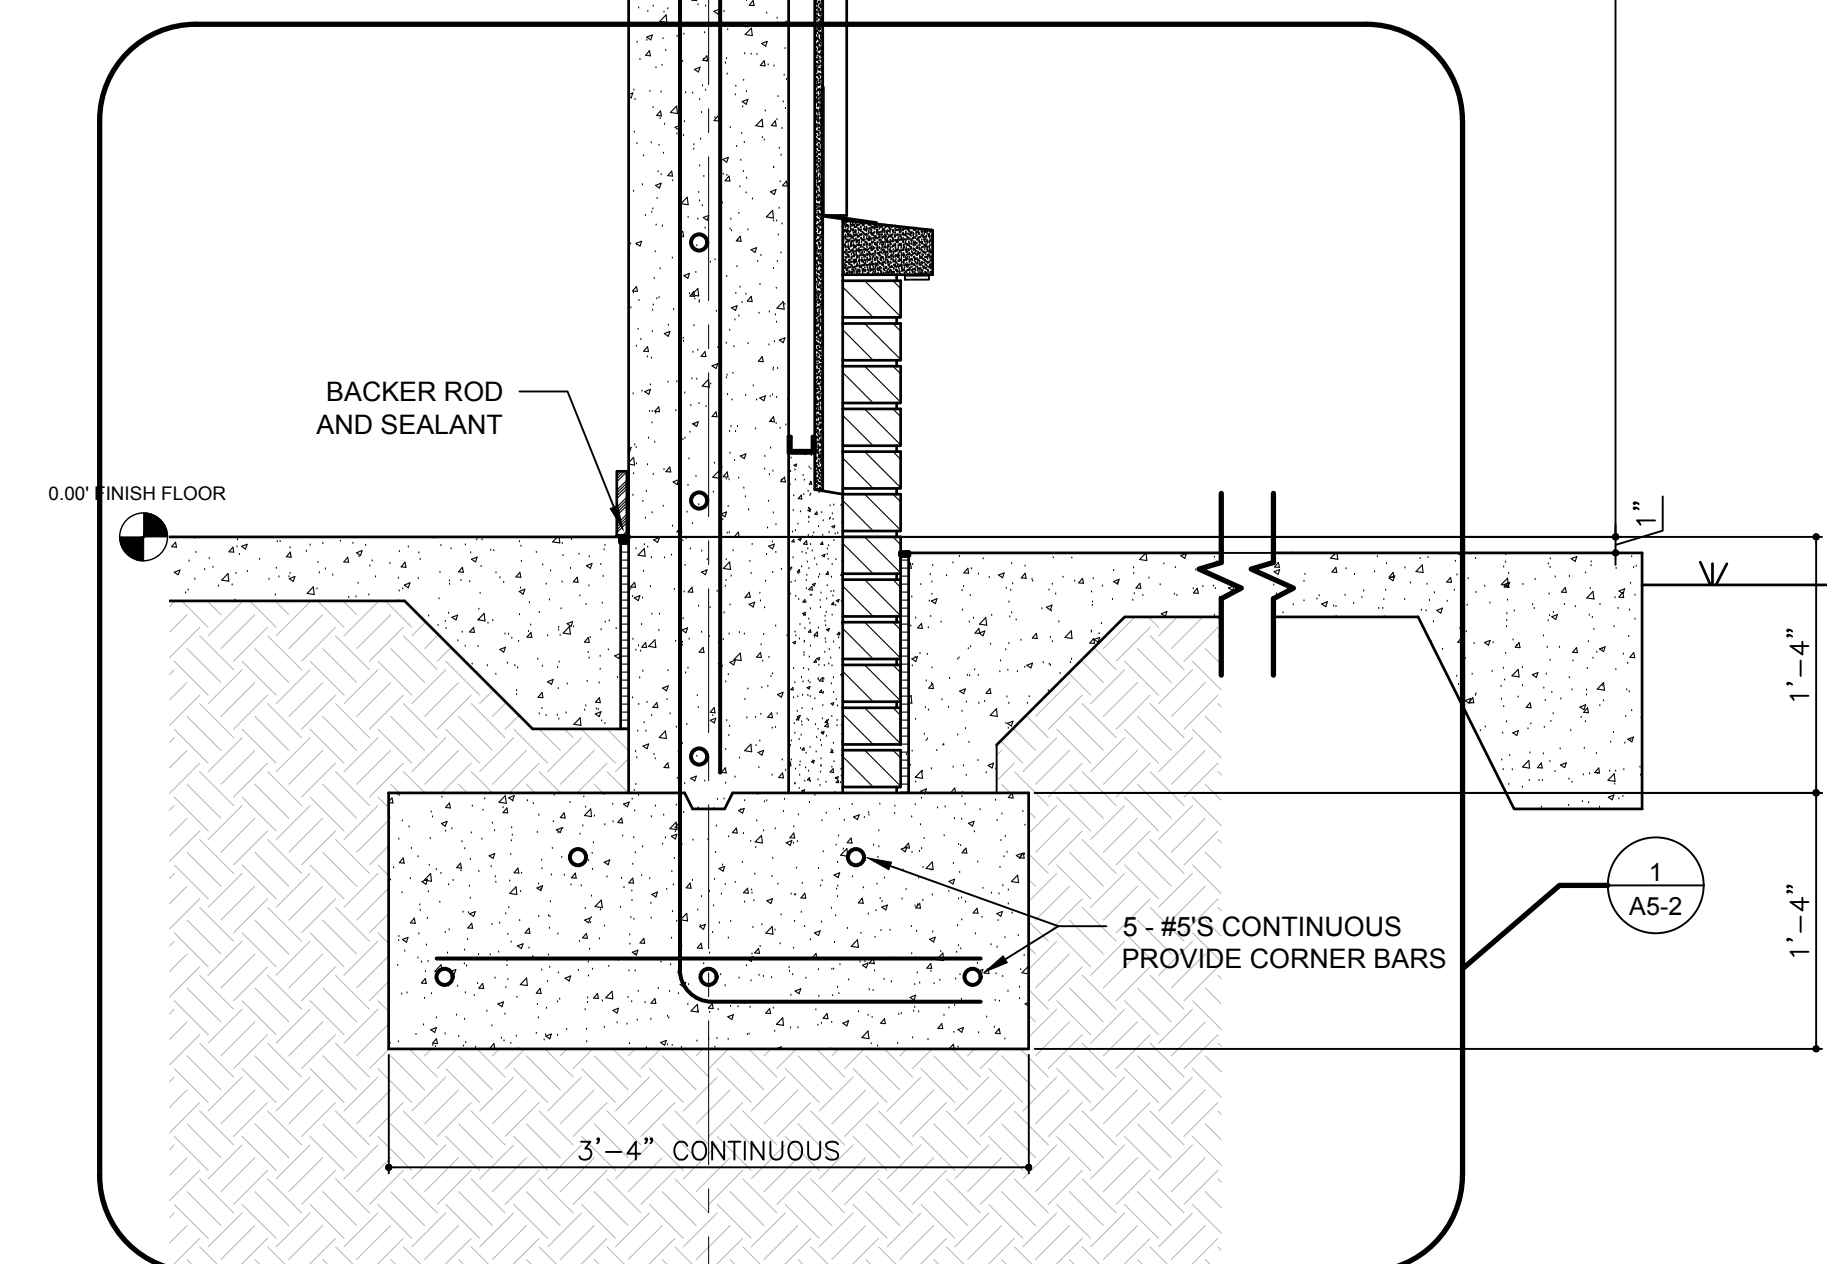 BACKER ROD
AND SEALANT
0.00' FINISH FLOOR
1"
1'-4"
1
A5-2
5 - #5'S CONTINUOUS
PROVIDE CORNER BARS
1'-4"
3'-4" CONTINUOUS